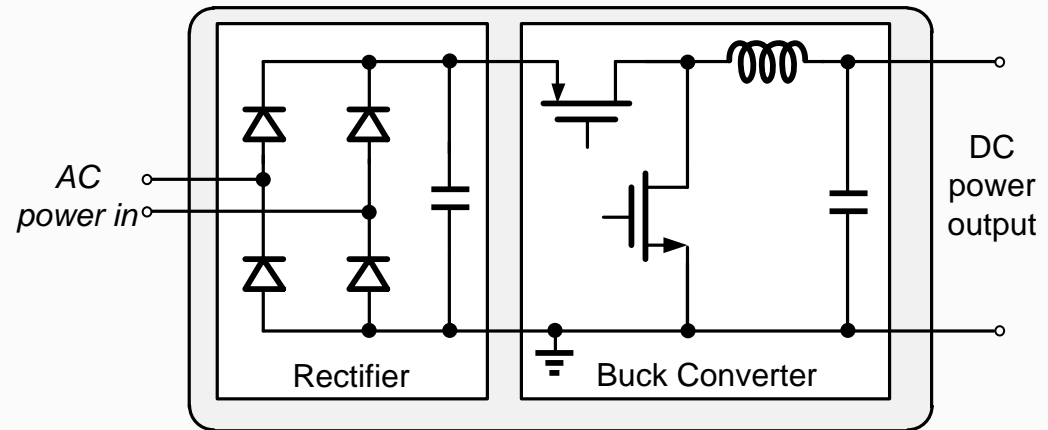 AC
power in
DC
power
output
Rectifier
Buck Converter